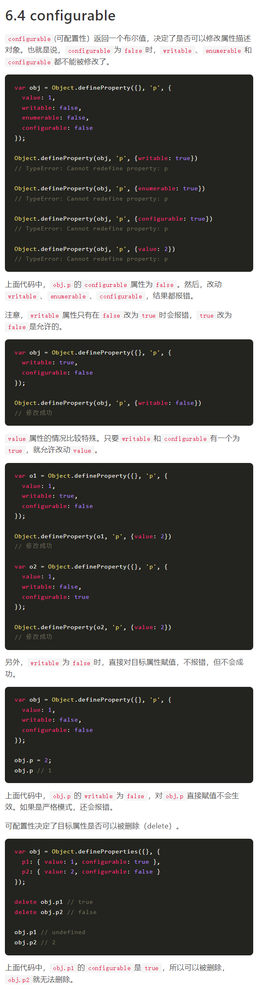 6.4 configurable
configurable (可配置性）返回一个布尔值，决定了是否可以修改属性描述
对象。也就是说， configurable 为 false 时， writable 、 enumerable 和
configurable 都不能被修改了。
var obj = Object.defineProperty({}, 'p', {
  value: 1,
  writable: false,
  enumerable: false,
  configurable: false
});
Object.defineProperty(obj, 'p', {writable: true})
// TypeError: Cannot redefine property: p
Object.defineProperty(obj, 'p', {enumerable: true})
// TypeError: Cannot redefine property: p
Object.defineProperty(obj, 'p', {configurable: true})
// TypeError: Cannot redefine property: p
Object.defineProperty(obj, 'p', {value: 2})
// TypeError: Cannot redefine property: p
上面代码中， obj.p 的 configurable 属性为 false 。然后，改动
writable 、 enumerable 、 configurable ，结果都报错。
注意， writable 属性只有在 false 改为 true 时会报错， true 改为
false 是允许的。
var obj = Object.defineProperty({}, 'p', {
  writable: true,
  configurable: false
});
Object.defineProperty(obj, 'p', {writable: false})
// 修改成功
value 属性的情况比较特殊。只要 writable 和 configurable 有一个为
true ，就允许改动 value 。
var o1 = Object.defineProperty({}, 'p', {
  value: 1,
  writable: true,
  configurable: false
});
Object.defineProperty(o1, 'p', {value: 2})
// 修改成功
var o2 = Object.defineProperty({}, 'p', {
  value: 1,
  writable: false,
  configurable: true
});
Object.defineProperty(o2, 'p', {value: 2})
// 修改成功
另外， writable 为 false 时，直接对目标属性赋值，不报错，但不会成
功。
var obj = Object.defineProperty({}, 'p', {
  value: 1,
  writable: false,
  configurable: false
});
obj.p = 2;
obj.p // 1
上面代码中， obj.p 的 writable 为 false ，对 obj.p 直接赋值不会生
效。如果是严格模式，还会报错。
可配置性决定了目标属性是否可以被删除（delete）。
var obj = Object.defineProperties({}, {
  p1: { value: 1, configurable: true },
  p2: { value: 2, configurable: false }
});
delete obj.p1 // true
delete obj.p2 // false
obj.p1 // undefined
obj.p2 // 2
上面代码中， obj.p1 的 configurable 是 true ，所以可以被删除，
obj.p2 就无法删除。